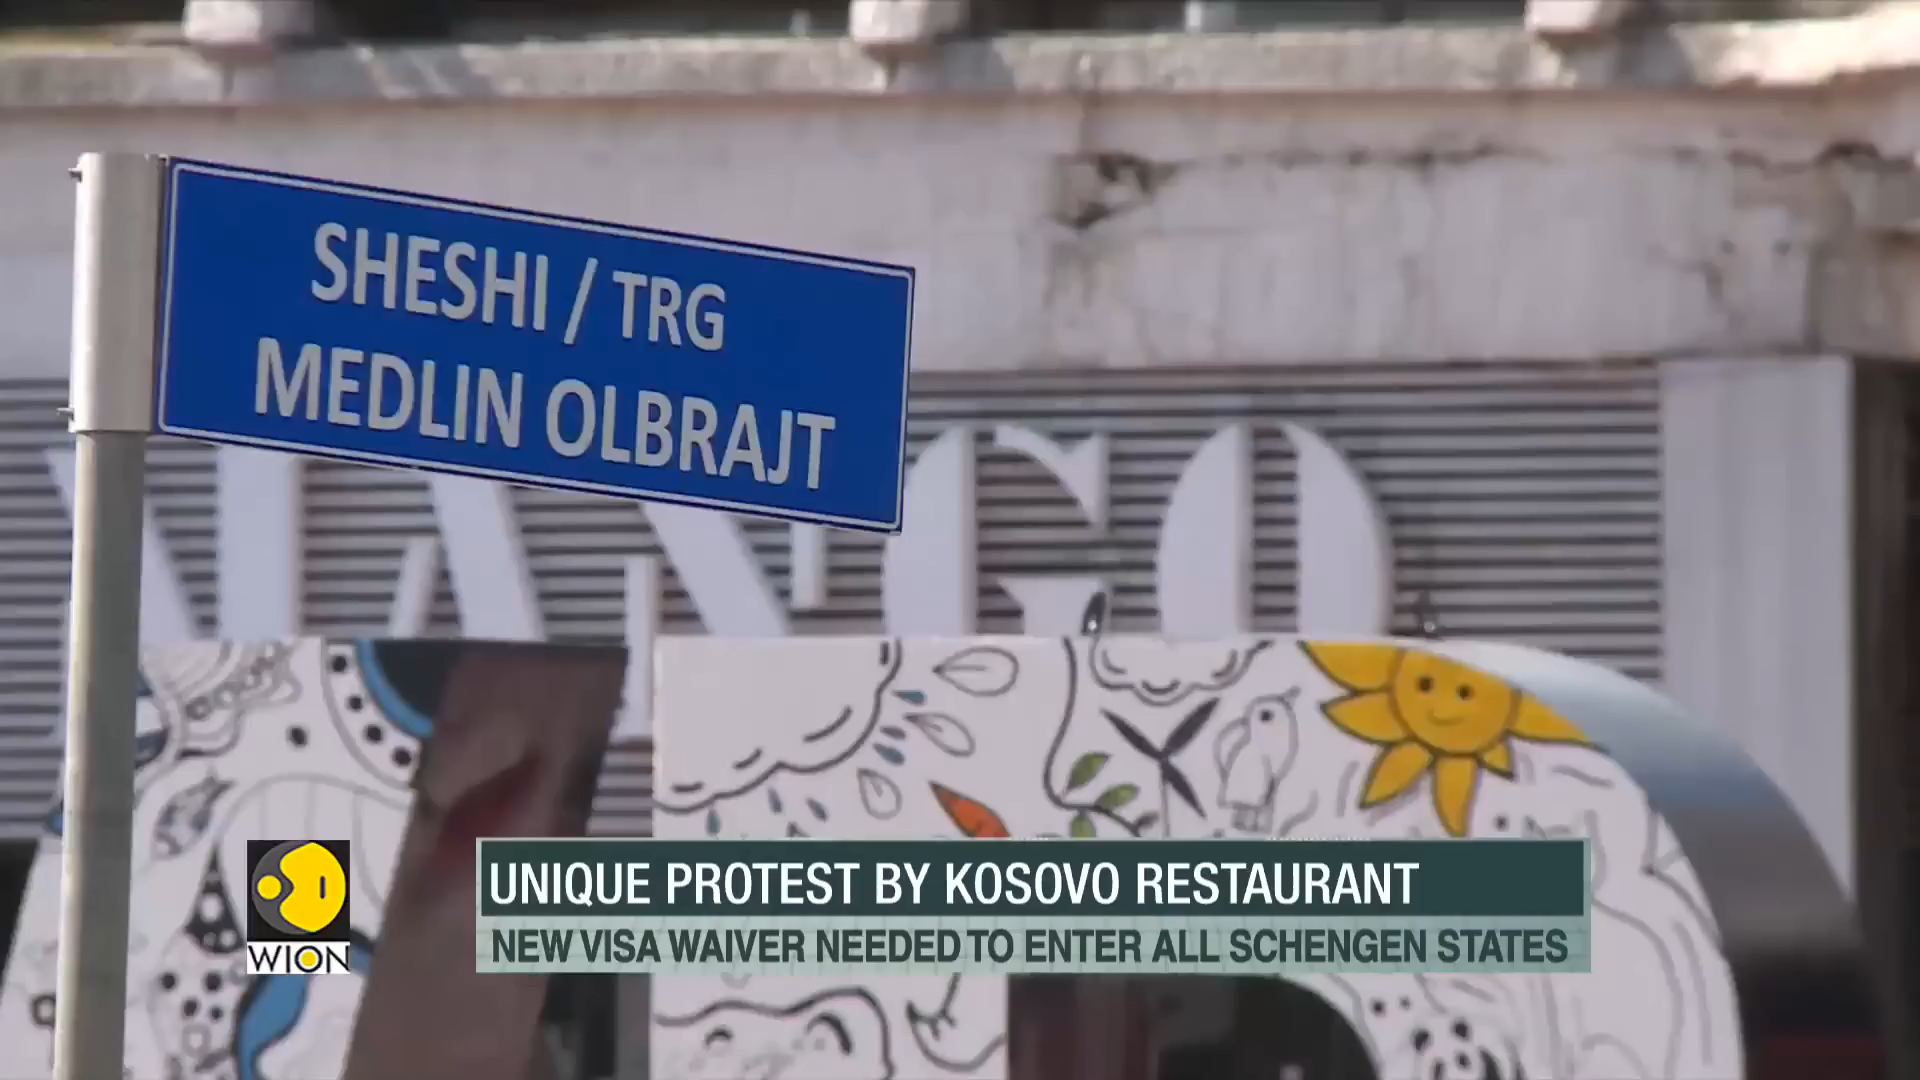 SHESHI / TRG
MEDLIN OLBRAJT
MANGO
UNIQUE PROTEST BY KOSOVO RESTAURANT
NEW VISA WAIVER NEEDED TO ENTER ALL SCHENGEN STATES
WION